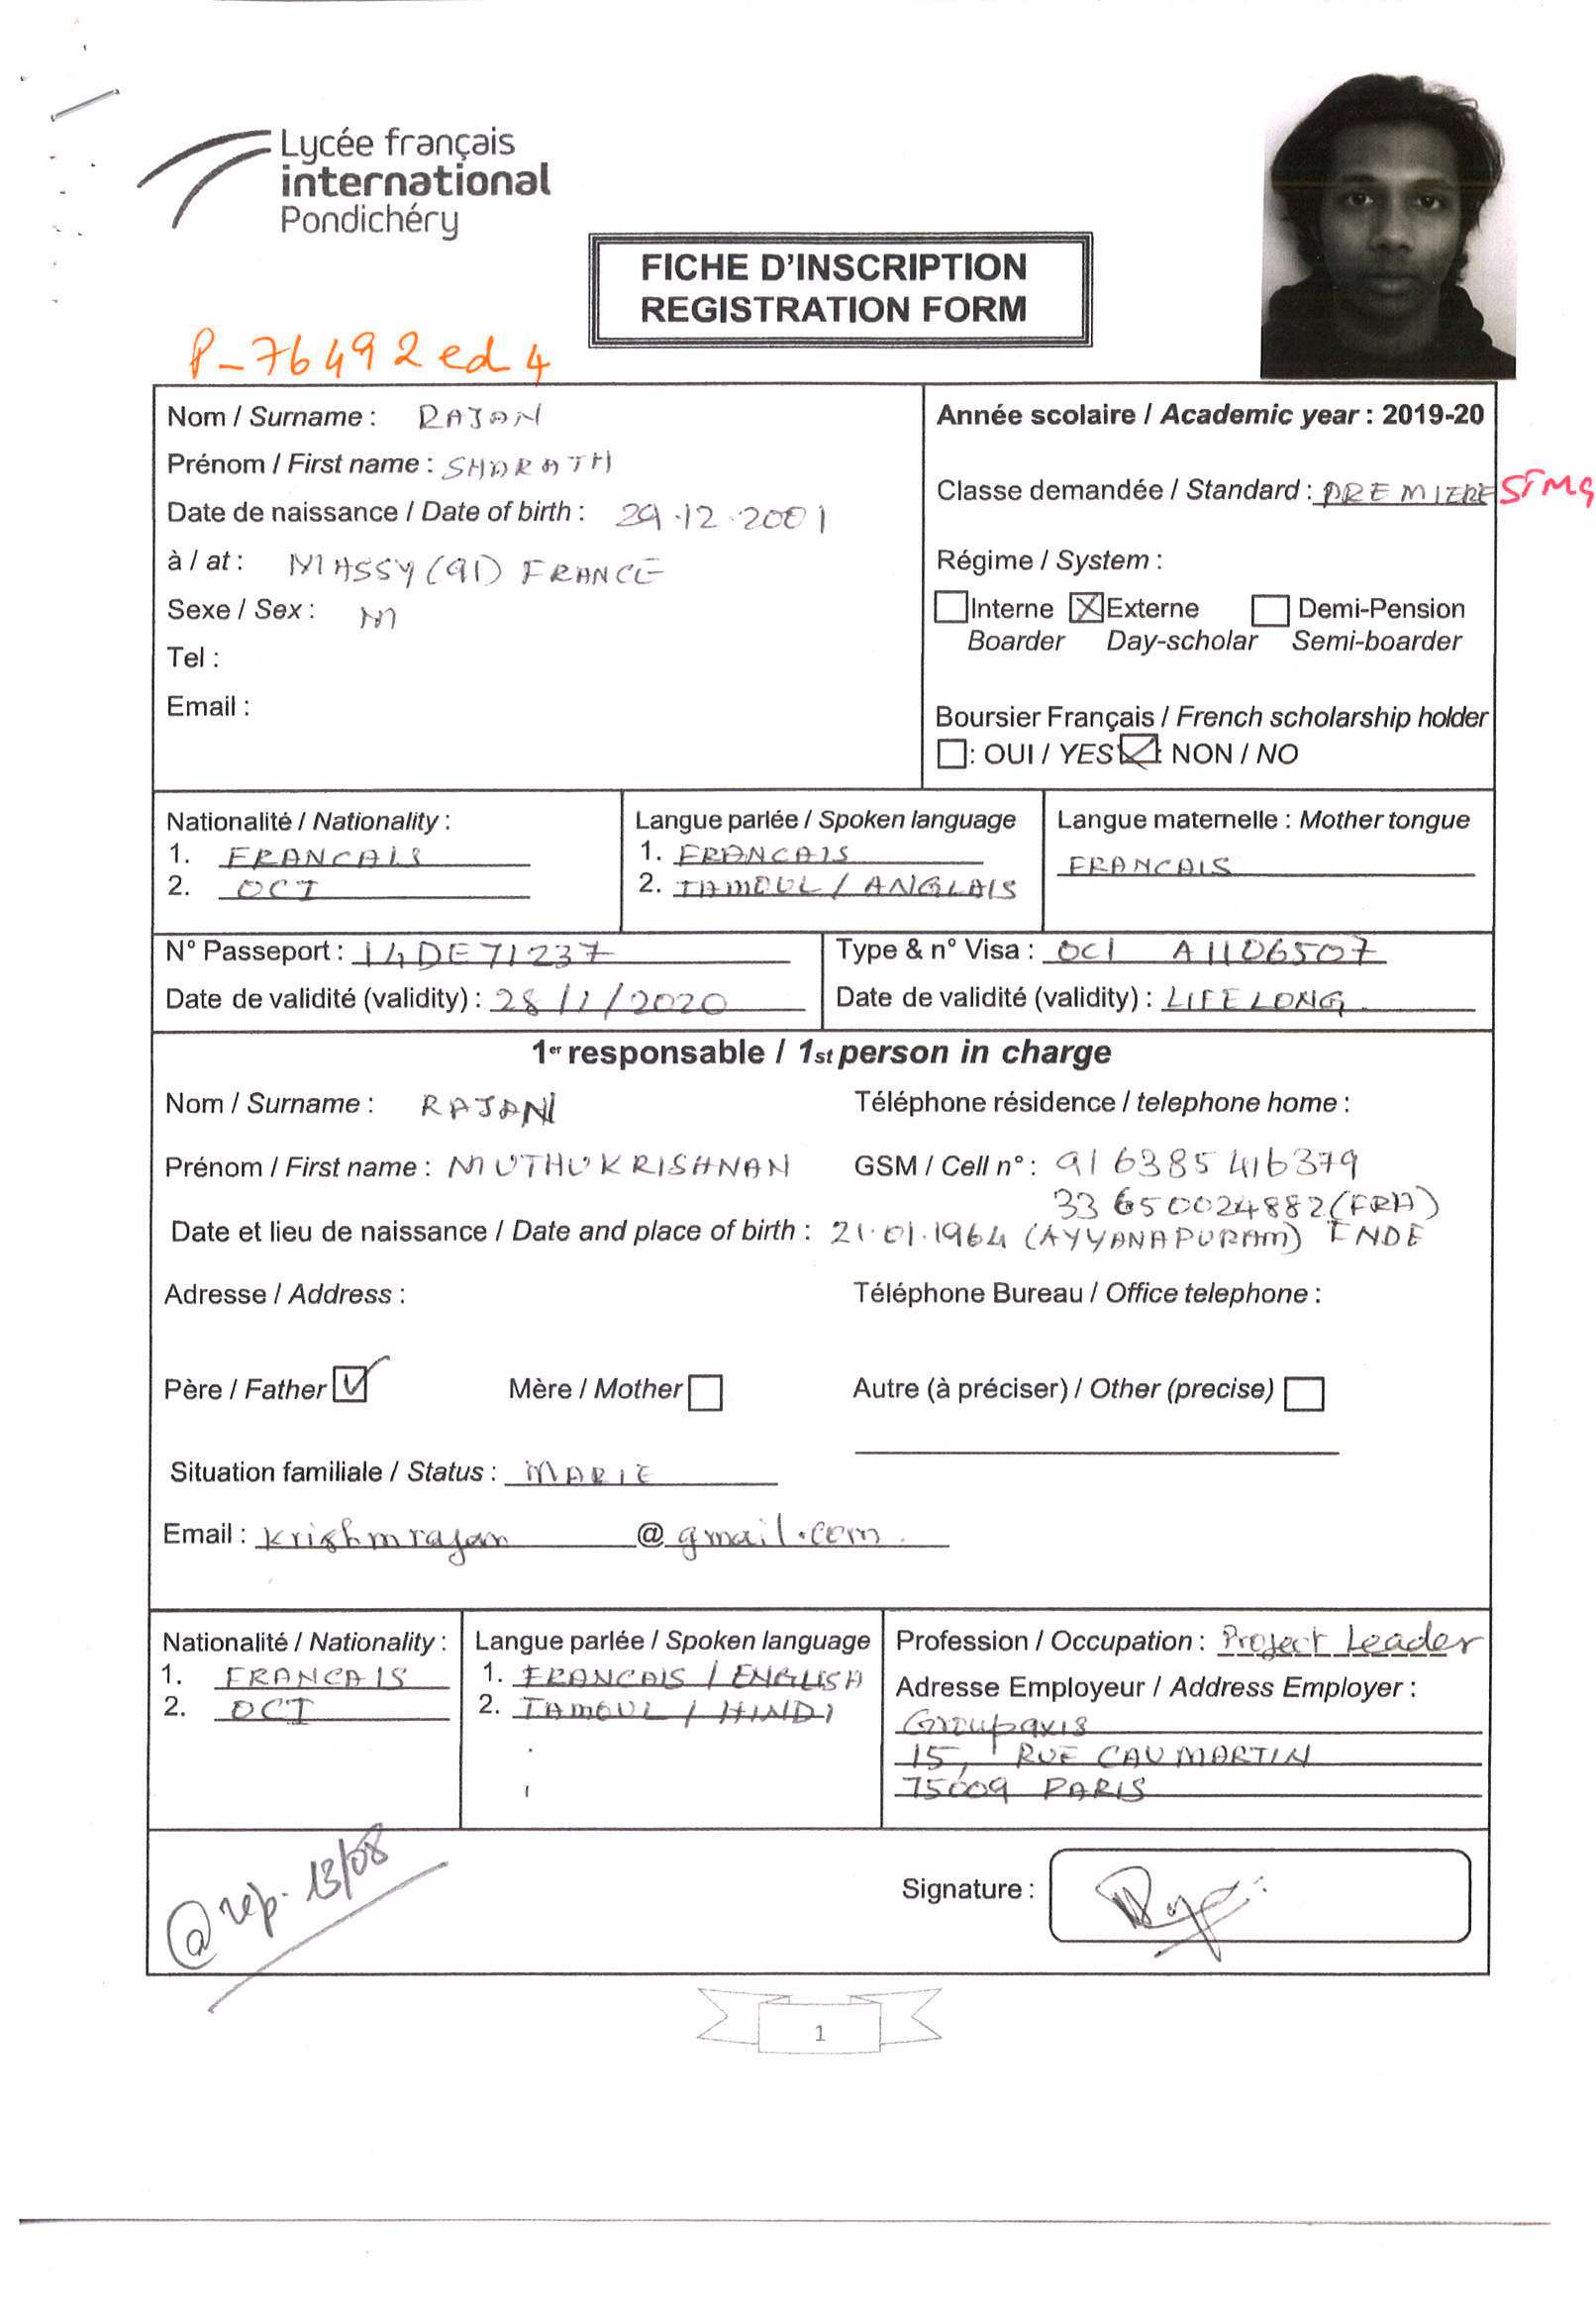 Lycée français
international
Pondichéry
FICHE D'INSCRIPTION
REGISTRATION FORM
P-76492ed4
Nom / Surname : RAJAN
Prénom / First name : SHARATH
Date de naissance / Date of birth : 29.12.2001
à / at : MASSY (91) FRANCE
Sexe / Sex : M
Tel :
Email :
Année scolaire / Academic year : 2019-20
Classe demandée / Standard : PREMIERE STMG
Régime / System :
Interne X Externe Demi-Pension
Boarder Day-scholar Semi-boarder
Boursier Français / French scholarship holder
: OUI / YES : NON / NO
Nationalité / Nationality :
1. FRANCAIS
2. OCI
Langue parlée / Spoken language
1. FRANCAIS
2. TAMOUL / ANGLAIS
Langue maternelle : Mother tongue
FRANCAIS
N° Passeport : 14DE71237
Date de validité (validity) : 28/1/2020
Type & n° Visa : OCI A1106507
Date de validité (validity) : LIFE LONG
1er responsable / 1st person in charge
Nom / Surname : RAJAN
Téléphone résidence / telephone home :
Prénom / First name : MUTHUKRISHNAN
GSM / Cell n° : 91 6385 416379
33 650024882 (FRA)
Date et lieu de naissance / Date and place of birth : 21.01.1964 (AYYANAPURAM) INDE
Adresse / Address :
Téléphone Bureau / Office telephone :
Père / Father Mère / Mother Autre (à préciser) / Other (precise)
Situation familiale / Status : MARIE
Email : krishmrajan @ gmail.com
Nationalité / Nationality :
1. FRANCAIS
2. OCI
Langue parlée / Spoken language
1. FRANCAIS / ENGLISH
2. TAMOUL / HINDI
Profession / Occupation : Project Leader
Adresse Employeur / Address Employer :
Groupaxis
15, RUE CAUMARTIN
75009 PARIS
@ rép. 13/08
Signature :
1